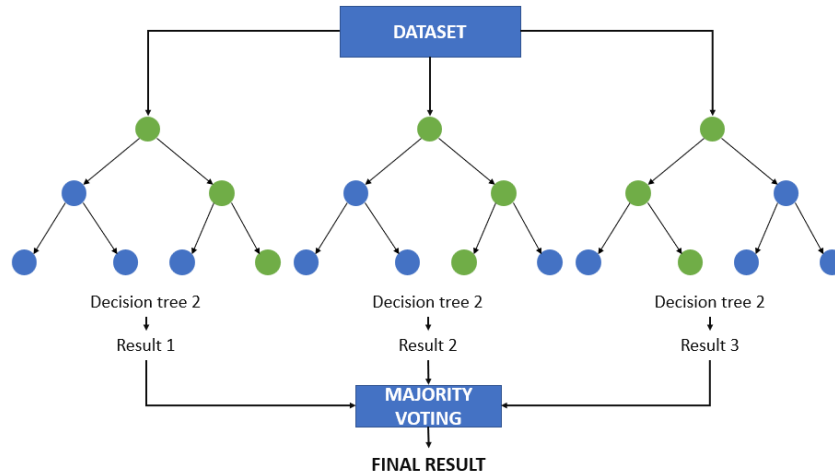 DATASET
Decision tree 2
Decision tree 2
Decision tree 2
Result 1
Result 2
Result 3
MAJORITY
VOTING
FINAL RESULT